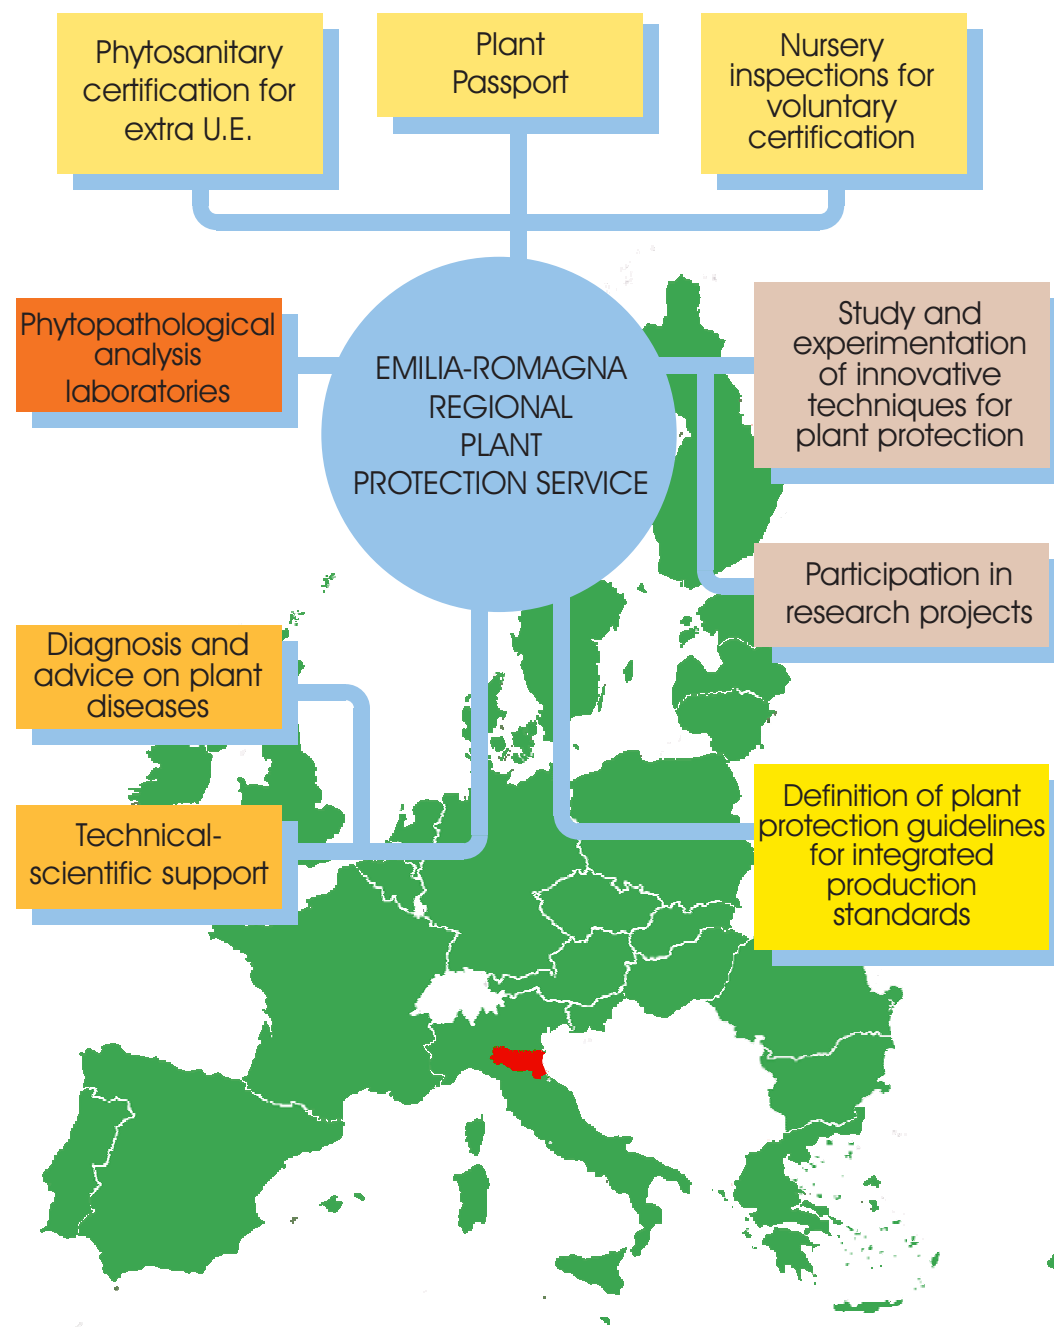 Phytosanitary
certification for
extra U.E.
Plant
Passport
Nursery
inspections for
voluntary
certification
Phytopathological
analysis
laboratories
EMILIA-ROMAGNA
REGIONAL
PLANT
PROTECTION SERVICE
Study and
experimentation
of innovative
techniques for
plant protection
Participation in
research projects
Diagnosis and
advice on plant
diseases
Technical-
scientific support
Definition of plant
protection guidelines
for integrated
production
standards